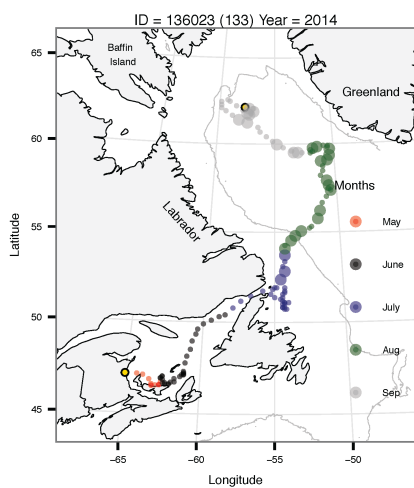 ID = 136023 (133) Year = 2014
65
60
55
50
45
Latitude
Baffin
Island
Greenland
Labrador
Months
May
June
July
Aug
Sep
−65
−60
−55
−50
Longitude